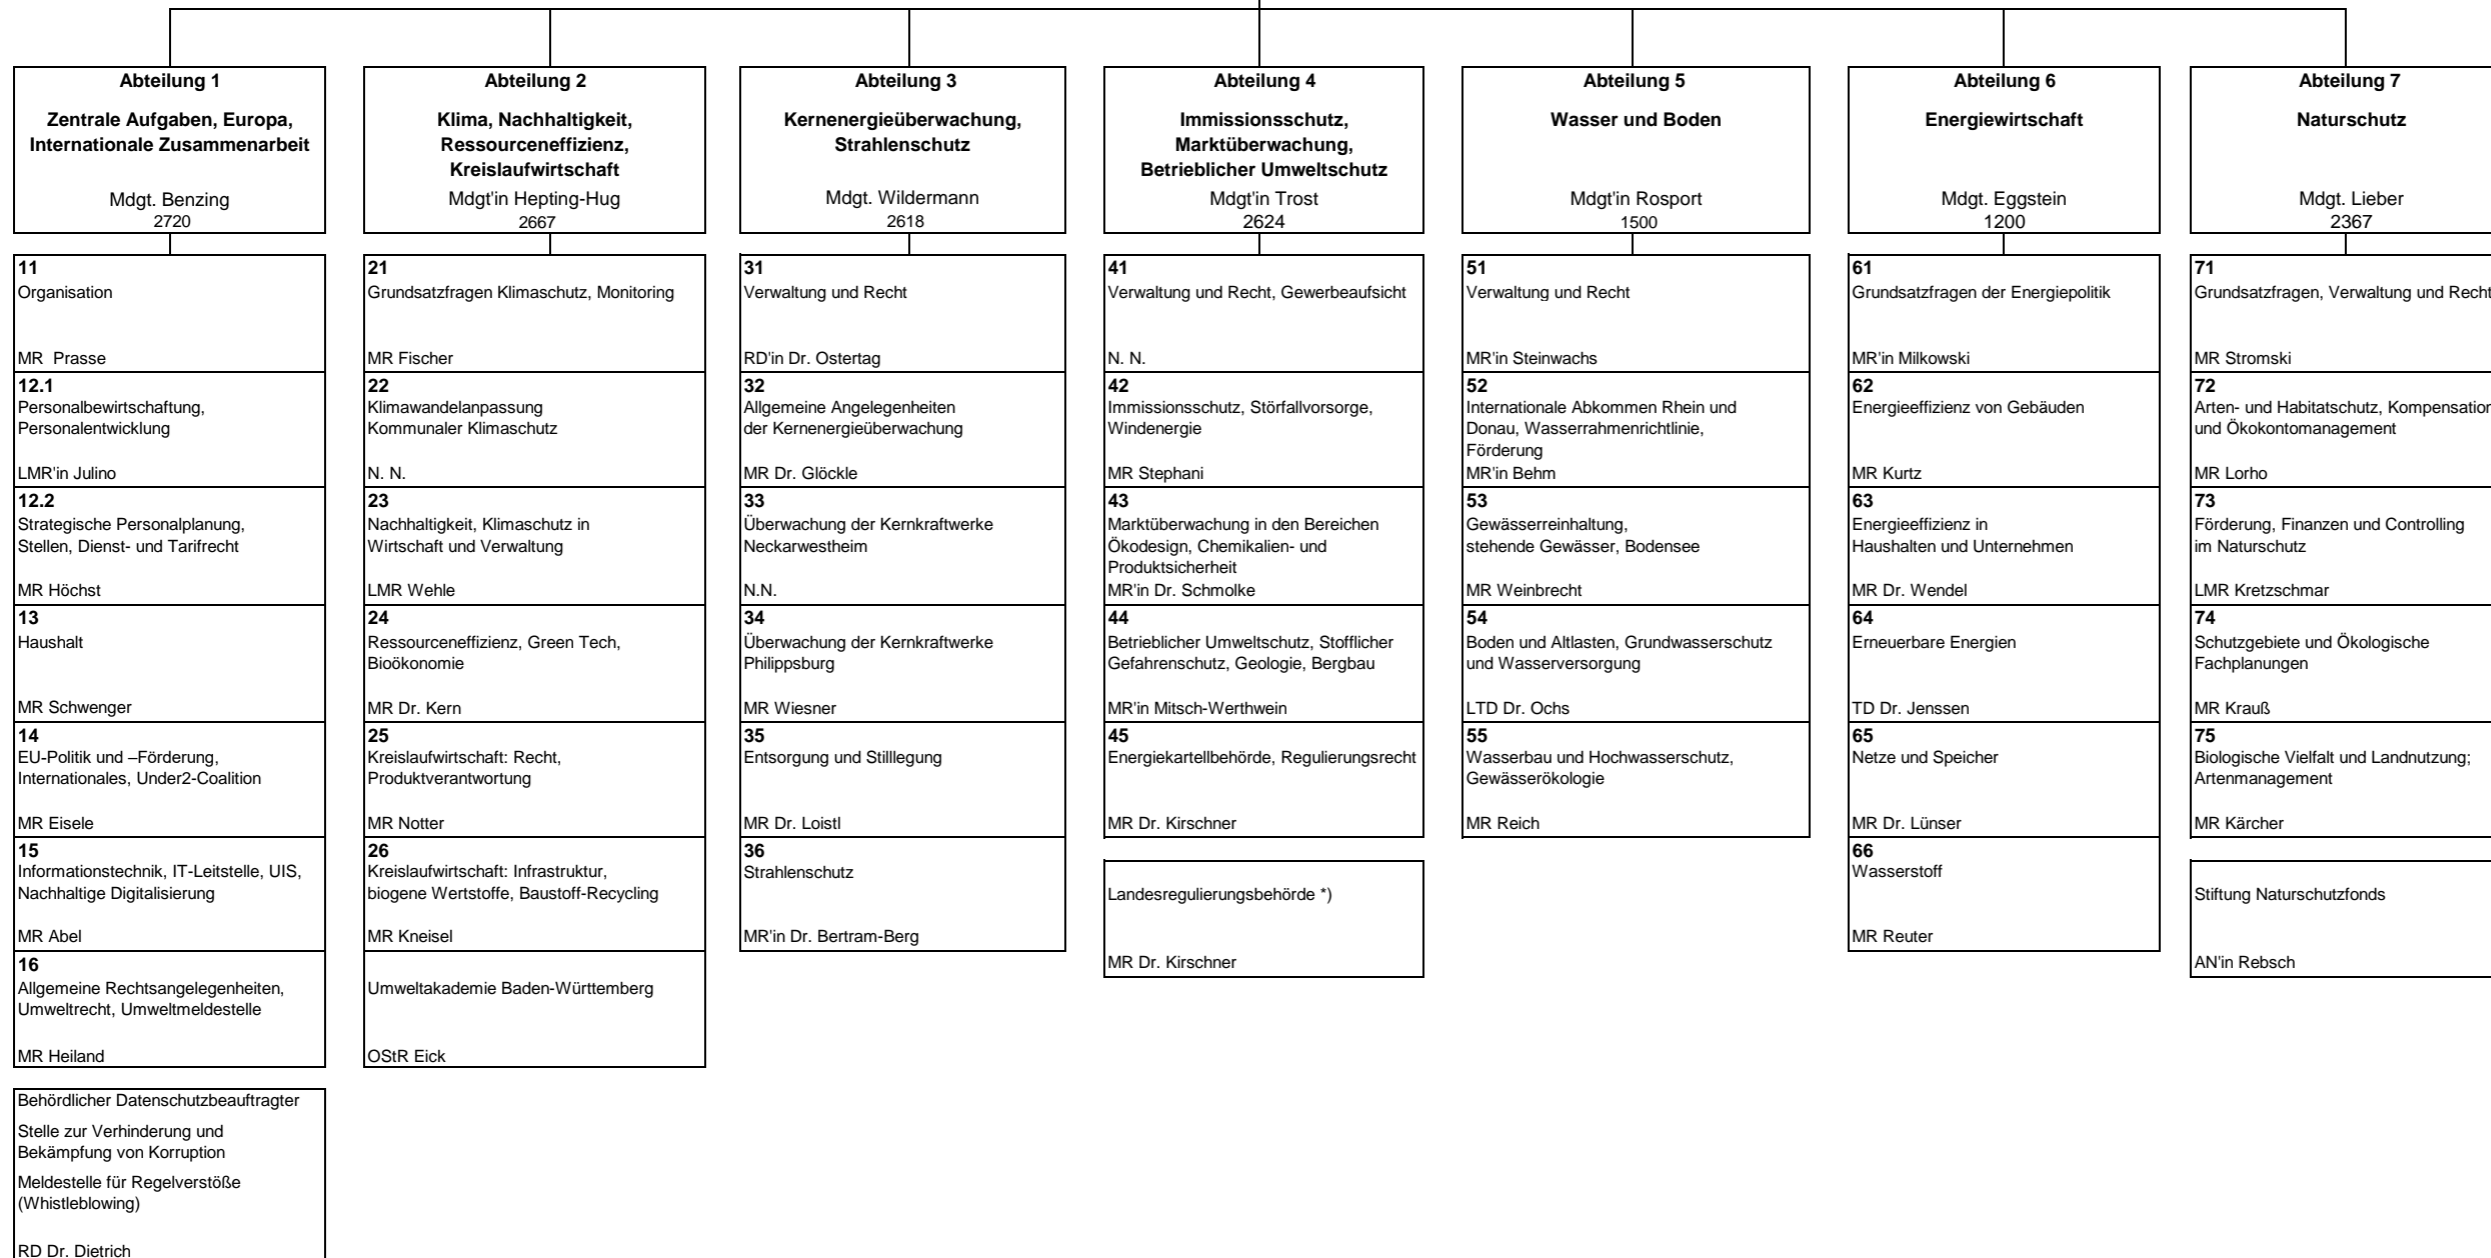 Abteilung 1
Zentrale Aufgaben, Europa,
Internationale Zusammenarbeit
Mdgt. Benzing
2720
11
Organisation
MR Prasse
12.1
Personalbewirtschaftung,
Personalentwicklung
LMR'in Julino
12.2
Strategische Personalplanung,
Stellen, Dienst- und Tarifrecht
MR Höchst
13
Haushalt
MR Schwenger
14
EU-Politik und –Förderung,
Internationales, Under2-Coalition
MR Eisele
15
Informationstechnik, IT-Leitstelle, UIS,
Nachhaltige Digitalisierung
MR Abel
16
Allgemeine Rechtsangelegenheiten,
Umweltrecht, Umweltmeldestelle
MR Heiland
Behördlicher Datenschutzbeauftragter
Stelle zur Verhinderung und
Bekämpfung von Korruption
Meldestelle für Regelverstöße
(Whistleblowing)
RD Dr. Dietrich
Abteilung 2
Klima, Nachhaltigkeit,
Ressourceneffizienz,
Kreislaufwirtschaft
Mdgt'in Hepting-Hug
2667
21
Grundsatzfragen Klimaschutz, Monitoring
MR Fischer
22
Klimawandelanpassung
Kommunaler Klimaschutz
N. N.
23
Nachhaltigkeit, Klimaschutz in
Wirtschaft und Verwaltung
LMR Wehle
24
Ressourceneffizienz, Green Tech,
Bioökonomie
MR Dr. Kern
25
Kreislaufwirtschaft: Recht,
Produktverantwortung
MR Notter
26
Kreislaufwirtschaft: Infrastruktur,
biogene Wertstoffe, Baustoff-Recycling
MR Kneisel
Umweltakademie Baden-Württemberg
OStR Eick
Abteilung 3
Kernenergieüberwachung,
Strahlenschutz
Mdgt. Wildermann
2618
31
Verwaltung und Recht
RD'in Dr. Ostertag
32
Allgemeine Angelegenheiten
der Kernenergieüberwachung
MR Dr. Glöckle
33
Überwachung der Kernkraftwerke
Neckarwestheim
N.N.
34
Überwachung der Kernkraftwerke
Philippsburg
MR Wiesner
35
Entsorgung und Stilllegung
MR Dr. Loistl
36
Strahlenschutz
MR'in Dr. Bertram-Berg
Abteilung 4
Immissionsschutz,
Marktüberwachung,
Betrieblicher Umweltschutz
Mdgt'in Trost
2624
41
Verwaltung und Recht, Gewerbeaufsicht
N. N.
42
Immissionsschutz, Störfallvorsorge,
Windenergie
MR Stephani
43
Marktüberwachung in den Bereichen
Ökodesign, Chemikalien- und
Produktsicherheit
MR'in Dr. Schmolke
44
Betrieblicher Umweltschutz, Stofflicher
Gefahrenschutz, Geologie, Bergbau
MR'in Mitsch-Werthwein
45
Energiekartellbehörde, Regulierungsrecht
MR Dr. Kirschner
Landesregulierungsbehörde *)
MR Dr. Kirschner
Abteilung 5
Wasser und Boden
Mdgt'in Rosport
1500
51
Verwaltung und Recht
MR'in Steinwachs
52
Internationale Abkommen Rhein und
Donau, Wasserrahmenrichtlinie,
Förderung
MR'in Behm
53
Gewässerreinhaltung,
stehende Gewässer, Bodensee
MR Weinbrecht
54
Boden und Altlasten, Grundwasserschutz
und Wasserversorgung
LTD Dr. Ochs
55
Wasserbau und Hochwasserschutz,
Gewässerökologie
MR Reich
Abteilung 6
Energiewirtschaft
Mdgt. Eggstein
1200
61
Grundsatzfragen der Energiepolitik
MR'in Milkowski
62
Energieeffizienz von Gebäuden
MR Kurtz
63
Energieeffizienz in
Haushalten und Unternehmen
MR Dr. Wendel
64
Erneuerbare Energien
TD Dr. Jenssen
65
Netze und Speicher
MR Dr. Lünser
66
Wasserstoff
MR Reuter
Abteilung 7
Naturschutz
Mdgt. Lieber
2367
71
Grundsatzfragen, Verwaltung und Recht
MR Stromski
72
Arten- und Habitatschutz, Kompensation
und Ökokontomanagement
MR Lorho
73
Förderung, Finanzen und Controlling
im Naturschutz
LMR Kretzschmar
74
Schutzgebiete und Ökologische
Fachplanungen
MR Krauß
75
Biologische Vielfalt und Landnutzung;
Artenmanagement
MR Kärcher
Stiftung Naturschutzfonds
AN'in Rebsch